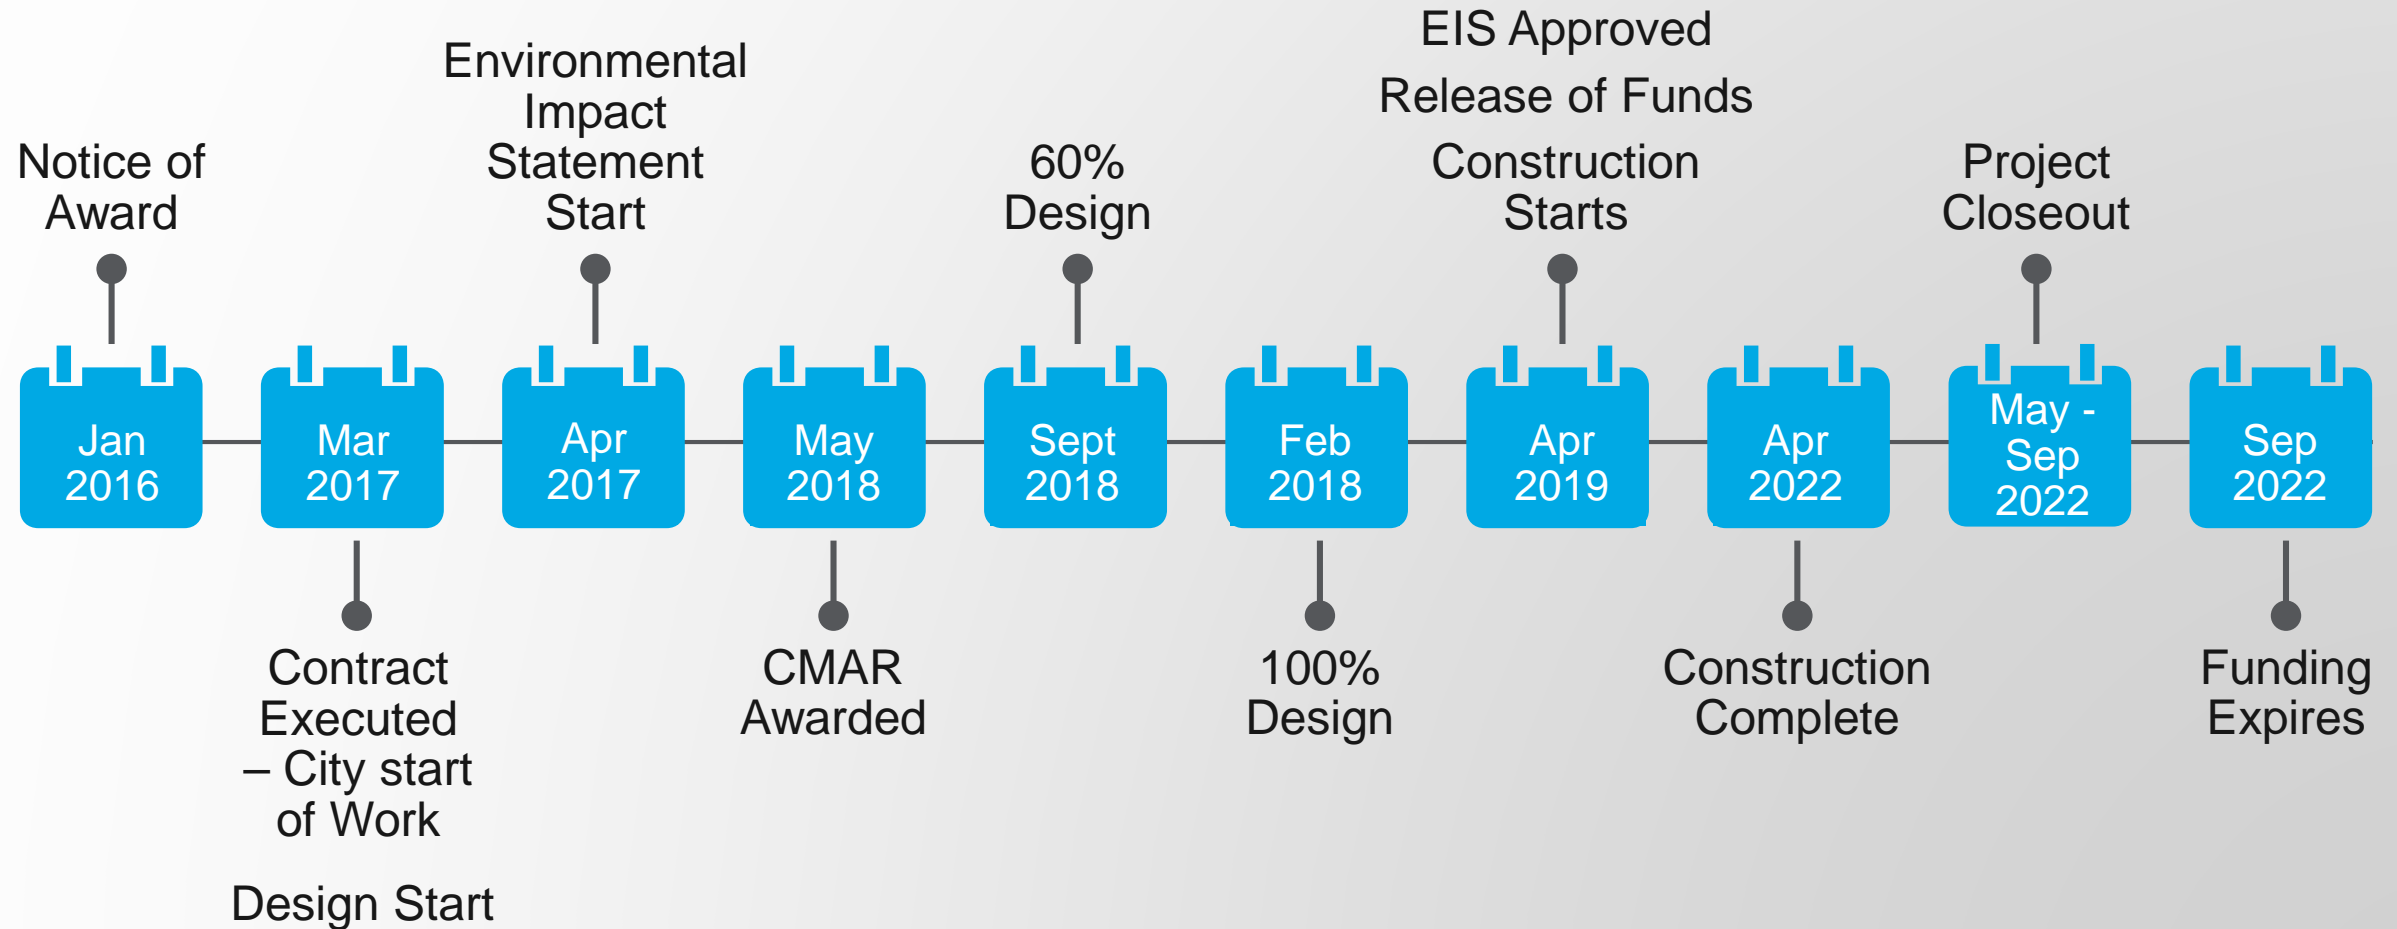 Notice of
Award
Jan
2016
Mar
2017
Contract
Executed
– City start
of Work
Design Start
Environmental
Impact
Statement
Start
Apr
2017
May
2018
CMAR
Awarded
60%
Design
Sept
2018
Feb
2018
100%
Design
EIS Approved
Release of Funds
Construction
Starts
Apr
2019
Apr
2022
Construction
Complete
Project
Closeout
May -
Sep
2022
Sep
2022
Funding
Expires